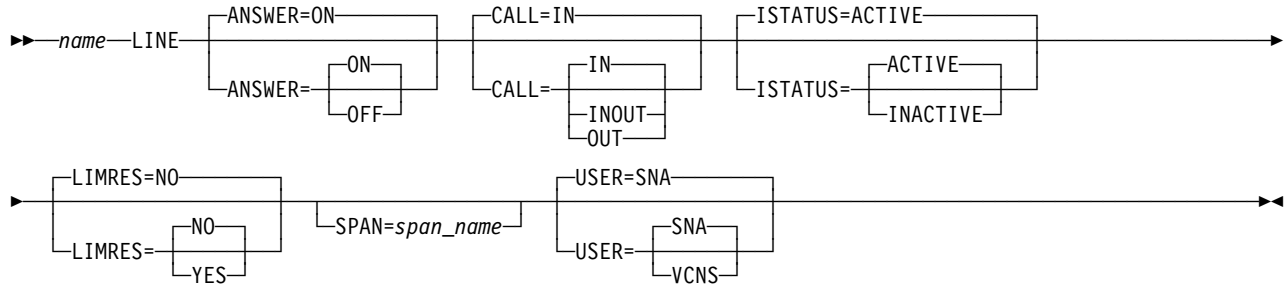 ANSWER=ON CALL=IN ISTATUS=ACTIVE
name LINE
ON IN ACTIVE
ANSWER= CALL= ISTATUS=
OFF INOUT INACTIVE
OUT
LIMRES=NO USER=SNA
NO SPAN=span_name SNA
LIMRES= USER=
YES VCNS